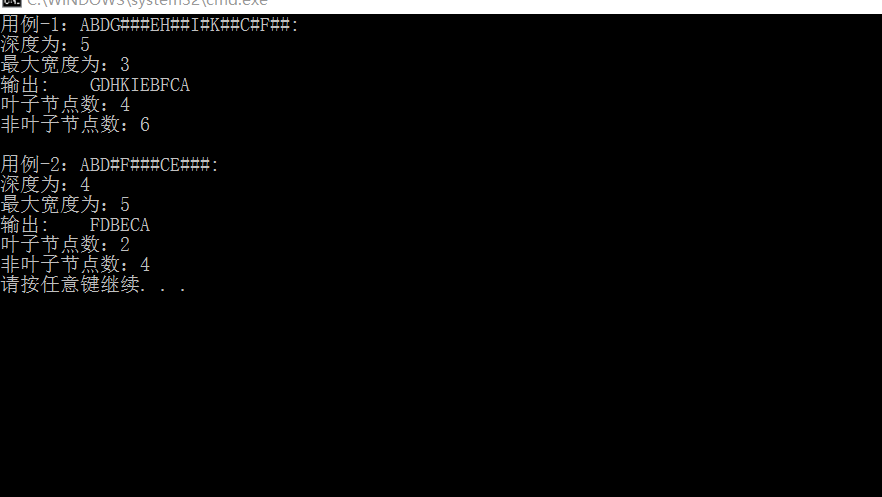 C:\WINDOWS\system32\cmd.exe
用例-1: ABDG###EH##I#K##C#F##:
深度为: 5
最大宽度为: 3
输出:   GDHKIEBFCA
叶子节点数: 4
非叶子节点数: 6
用例-2: ABD#F###CE###:
深度为: 4
最大宽度为: 5
输出:   FDBECA
叶子节点数: 2
非叶子节点数: 4
请按任意键继续. . .